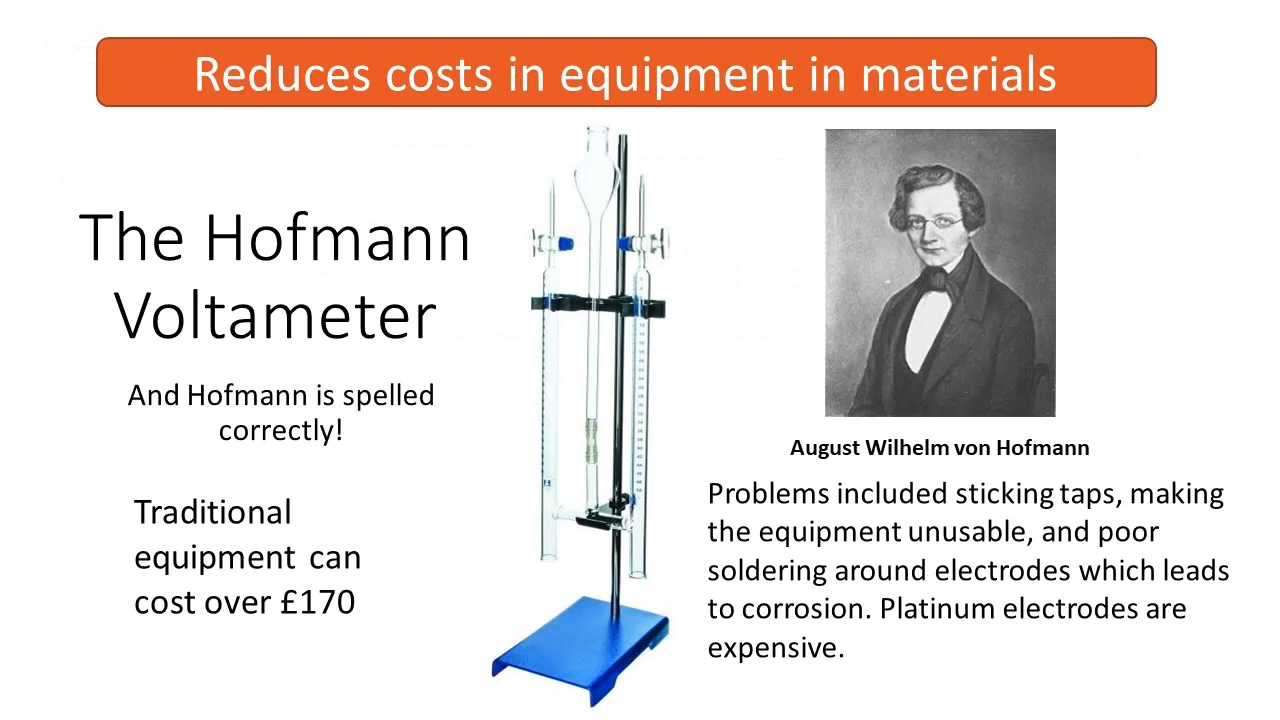 Reduces costs in equipment in materials
The Hofmann
Voltameter
And Hofmann is spelled
correctly!
Traditional
equipment can
cost over £170
August Wilhelm von Hofmann
Problems included sticking taps, making
the equipment unusable, and poor
soldering around electrodes which leads
to corrosion. Platinum electrodes are
expensive.